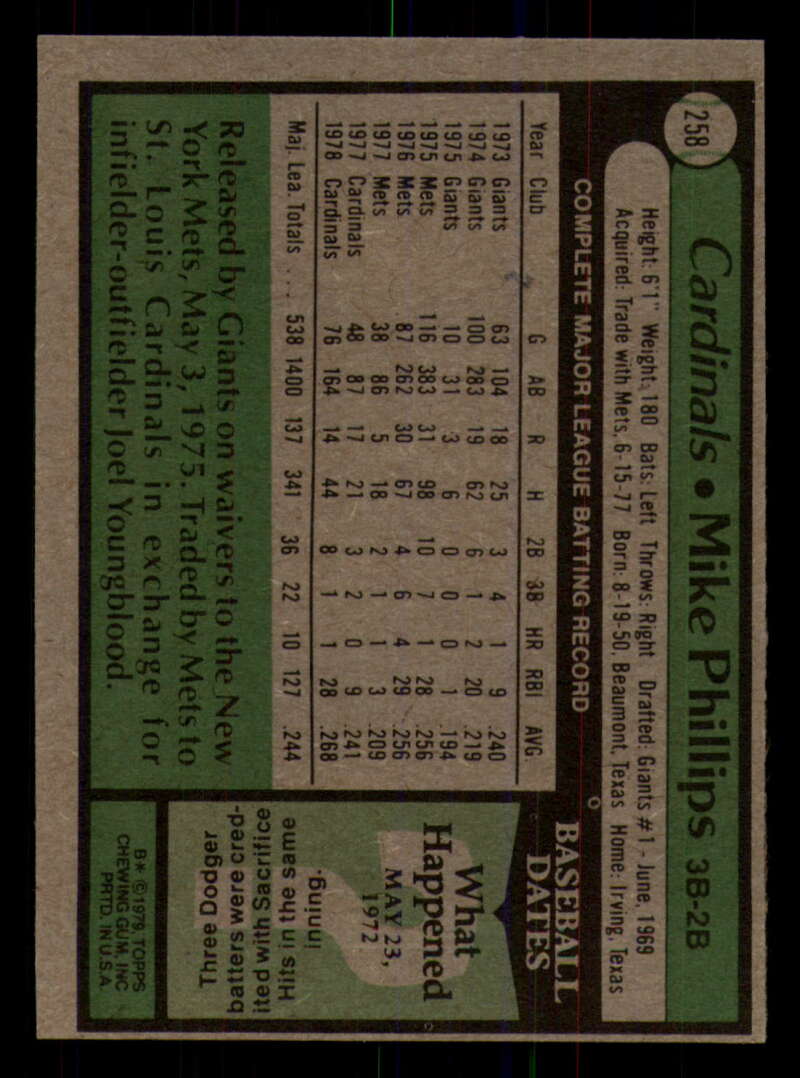 258
Cardinals • Mike Phillips 3B-2B
Height: 6'1" Weight: 180 Bats: Left Throws: Right Drafted: Giants #1 - June, 1969
Acquired: Trade with Mets, 6-15-77 Born: 8-19-50, Beaumont, Texas Home: Irving, Texas
COMPLETE MAJOR LEAGUE BATTING RECORD
Year Club G AB R H 2B 3B HR RBI AVG
1973 Giants 63 104 18 25 3 4 1 9 .240
1974 Giants 100 283 19 62 6 1 2 20 .219
1975 Giants 10 31 3 6 0 0 0 1 .194
1975 Mets 116 383 31 98 10 7 1 28 .256
1976 Mets 87 262 30 67 4 6 4 29 .256
1977 Mets 38 86 5 18 2 1 1 3 .209
1977 Cardinals 48 87 17 21 3 2 0 9 .241
1978 Cardinals 76 164 14 44 8 1 1 28 .268
Maj. Lea. Totals ... 538 1400 137 341 36 22 10 127 .244
Released by Giants on waivers to the New
York Mets, May 3, 1975. Traded by Mets to
St. Louis Cardinals in exchange for
infielder-outfielder Joel Youngblood.
BASEBALL
DATES
What
Happened
MAY 23,
1972
Three Dodger
batters were cred-
ited with Sacrifice
Hits in the same
inning.
B* © 1979, TOPPS
CHEWING GUM, INC
PRTD. IN U.S.A.